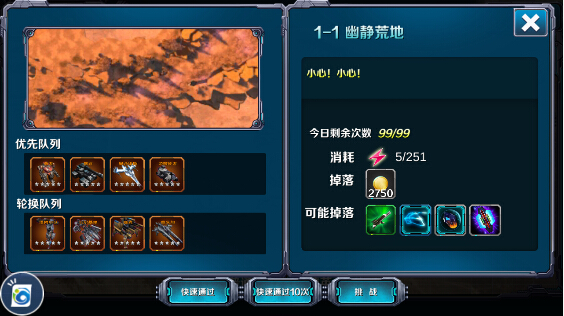 1-1 幽静荒地
小心！小心！
优先队列
今日剩余次数 99/99
消耗 5/251
掉落
2750
轮换队列
可能掉落
快速通过
快速通过10次
挑战